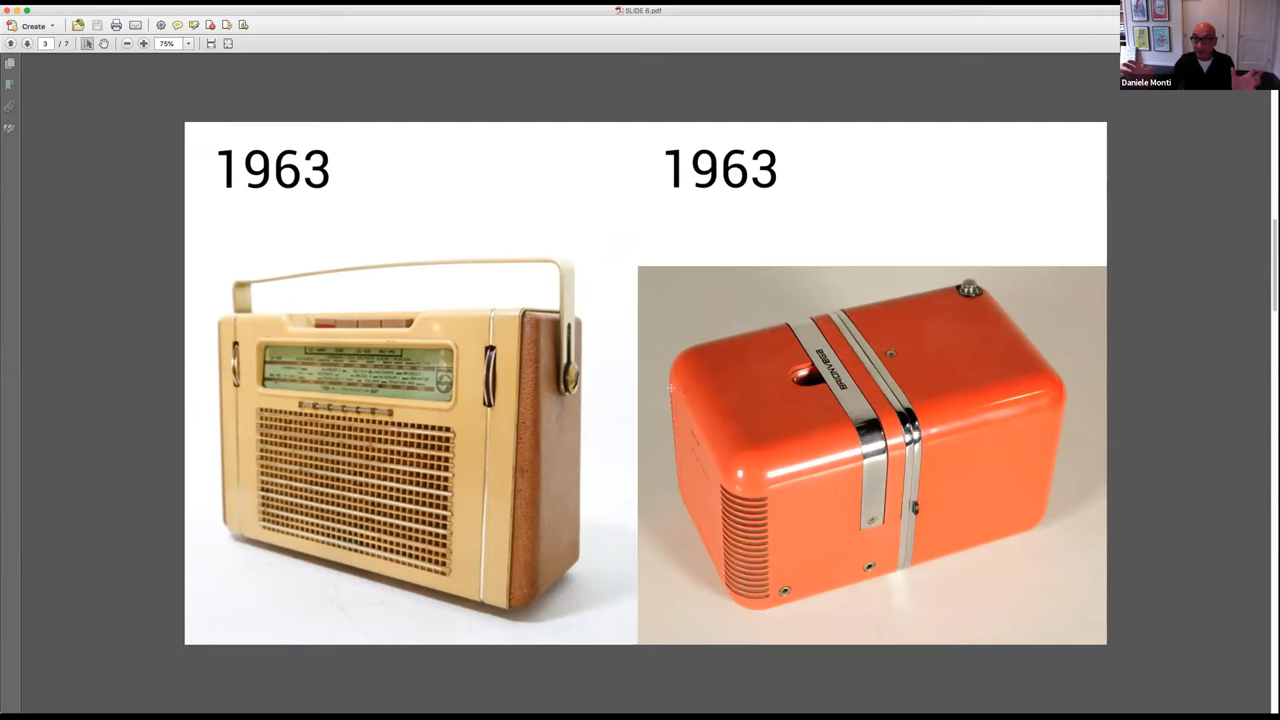 SLIDE 6.pdf
Create
3 / 7
75%
Daniele Monti
1963
1963
BRIONVEGA